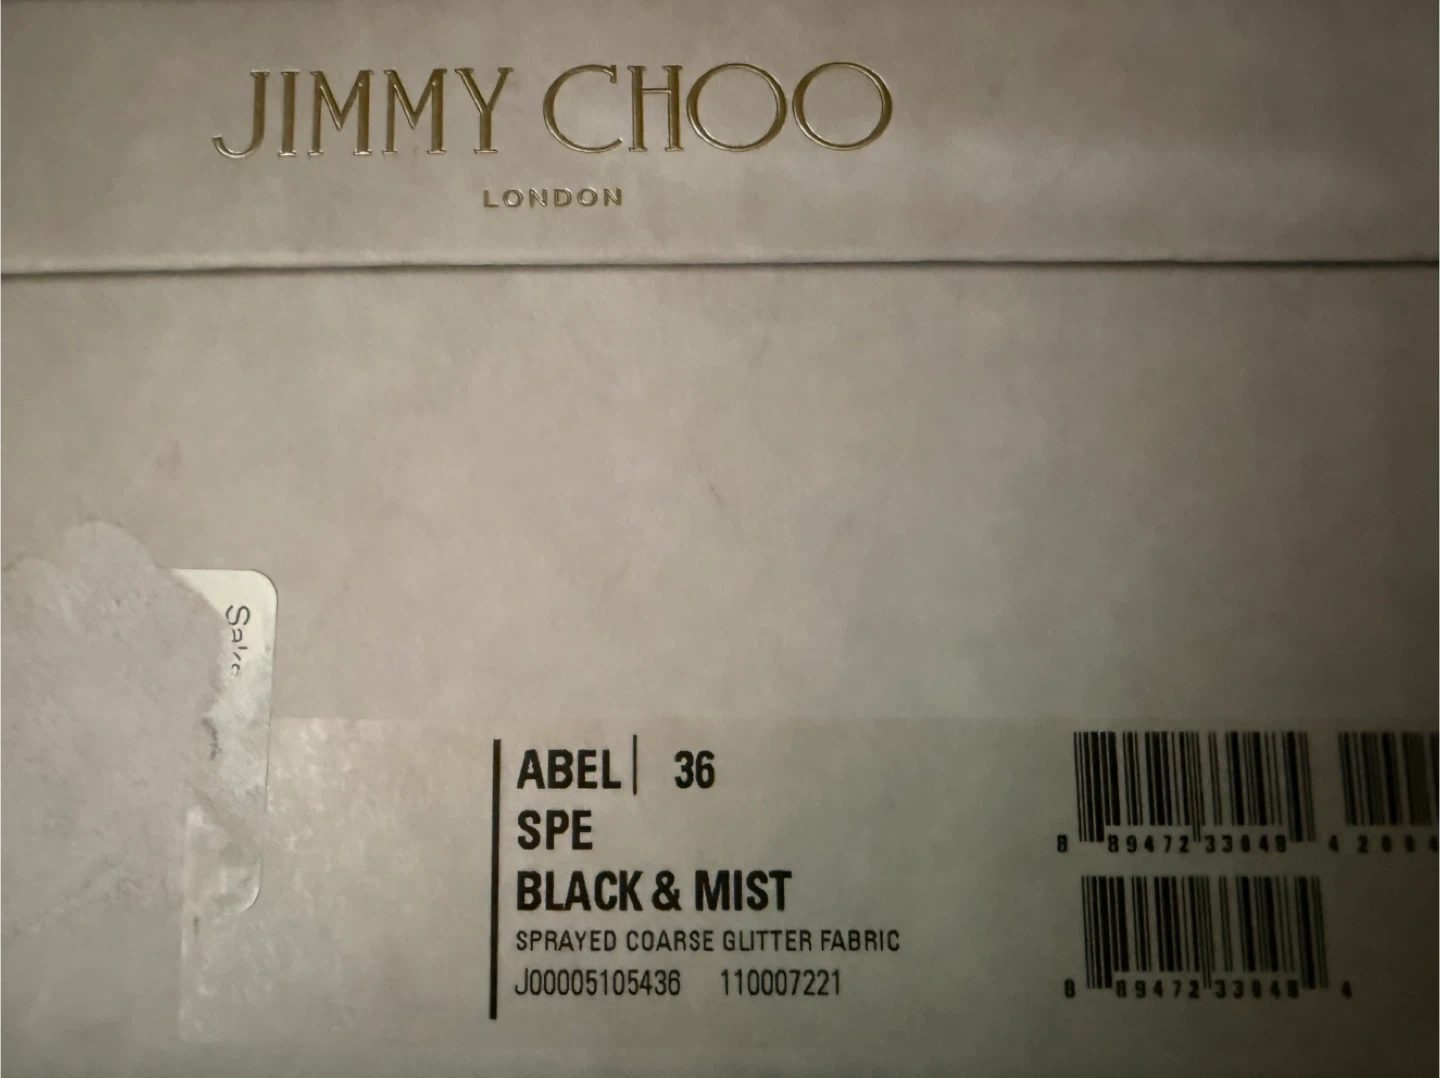 JIMMY CHOO
LONDON
ABEL| 36
SPE
BLACK & MIST
SPRAYED COARSE GLITTER FABRIC
J00005105436 110007221